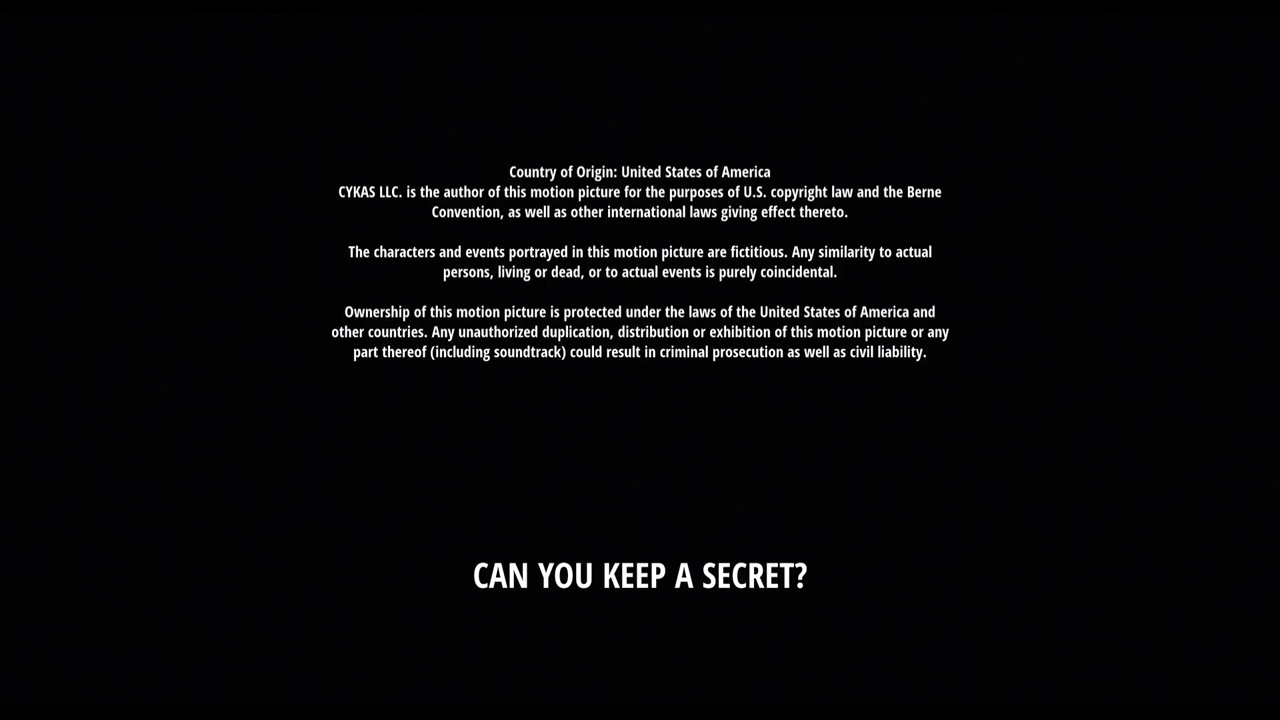 Country of Origin: United States of America
CYKAS LLC. is the author of this motion picture for the purposes of U.S. copyright law and the Berne
Convention, as well as other international laws giving effect thereto.
The characters and events portrayed in this motion picture are fictitious. Any similarity to actual
persons, living or dead, or to actual events is purely coincidental.
Ownership of this motion picture is protected under the laws of the United States of America and
other countries. Any unauthorized duplication, distribution or exhibition of this motion picture or any
part thereof (including soundtrack) could result in criminal prosecution as well as civil liability.
CAN YOU KEEP A SECRET?